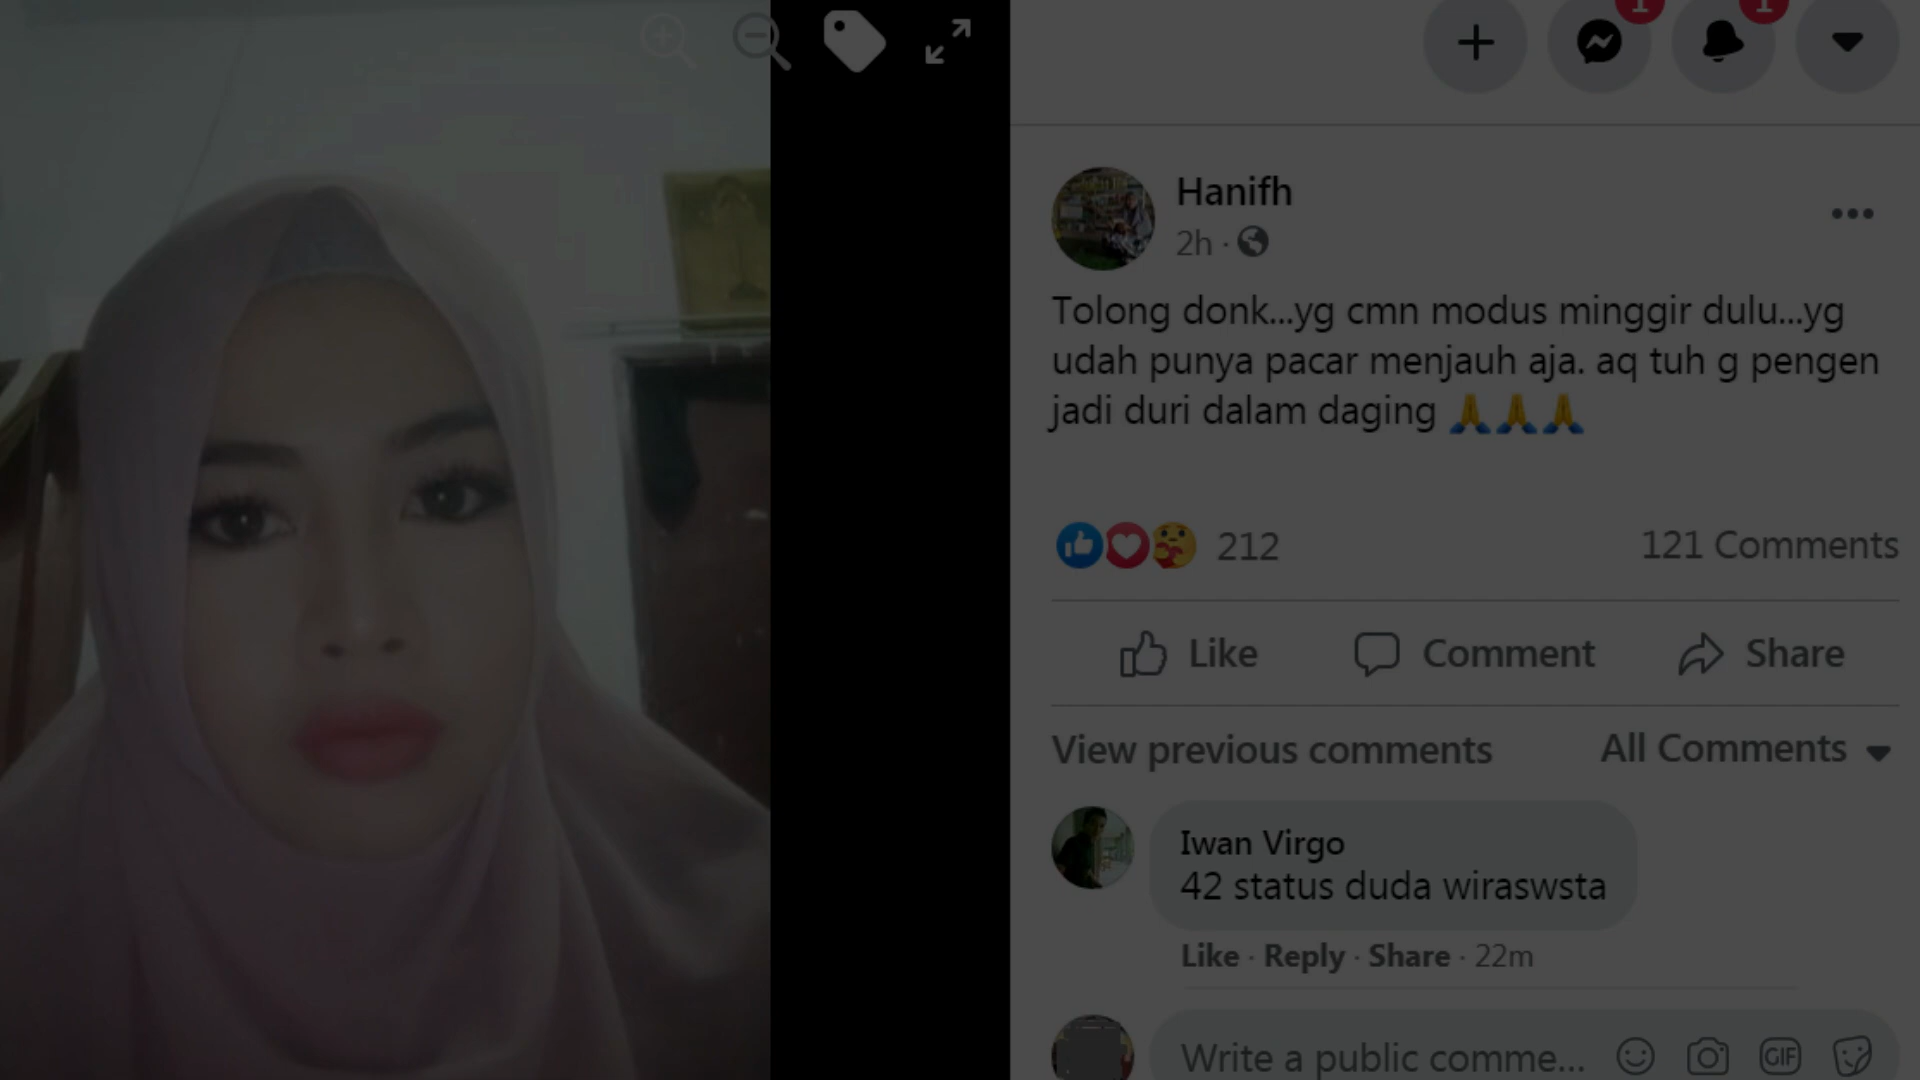 1
1
Hanifh
2h ·
Tolong donk...yg cmn modus minggir dulu...yg
udah punya pacar menjauh aja. aq tuh g pengen
jadi duri dalam daging 🙏🙏🙏
212
121 Comments
Like
Comment
Share
View previous comments
All Comments
Iwan Virgo
42 status duda wiraswsta
Like · Reply · Share · 22m
Write a public comme...
GIF